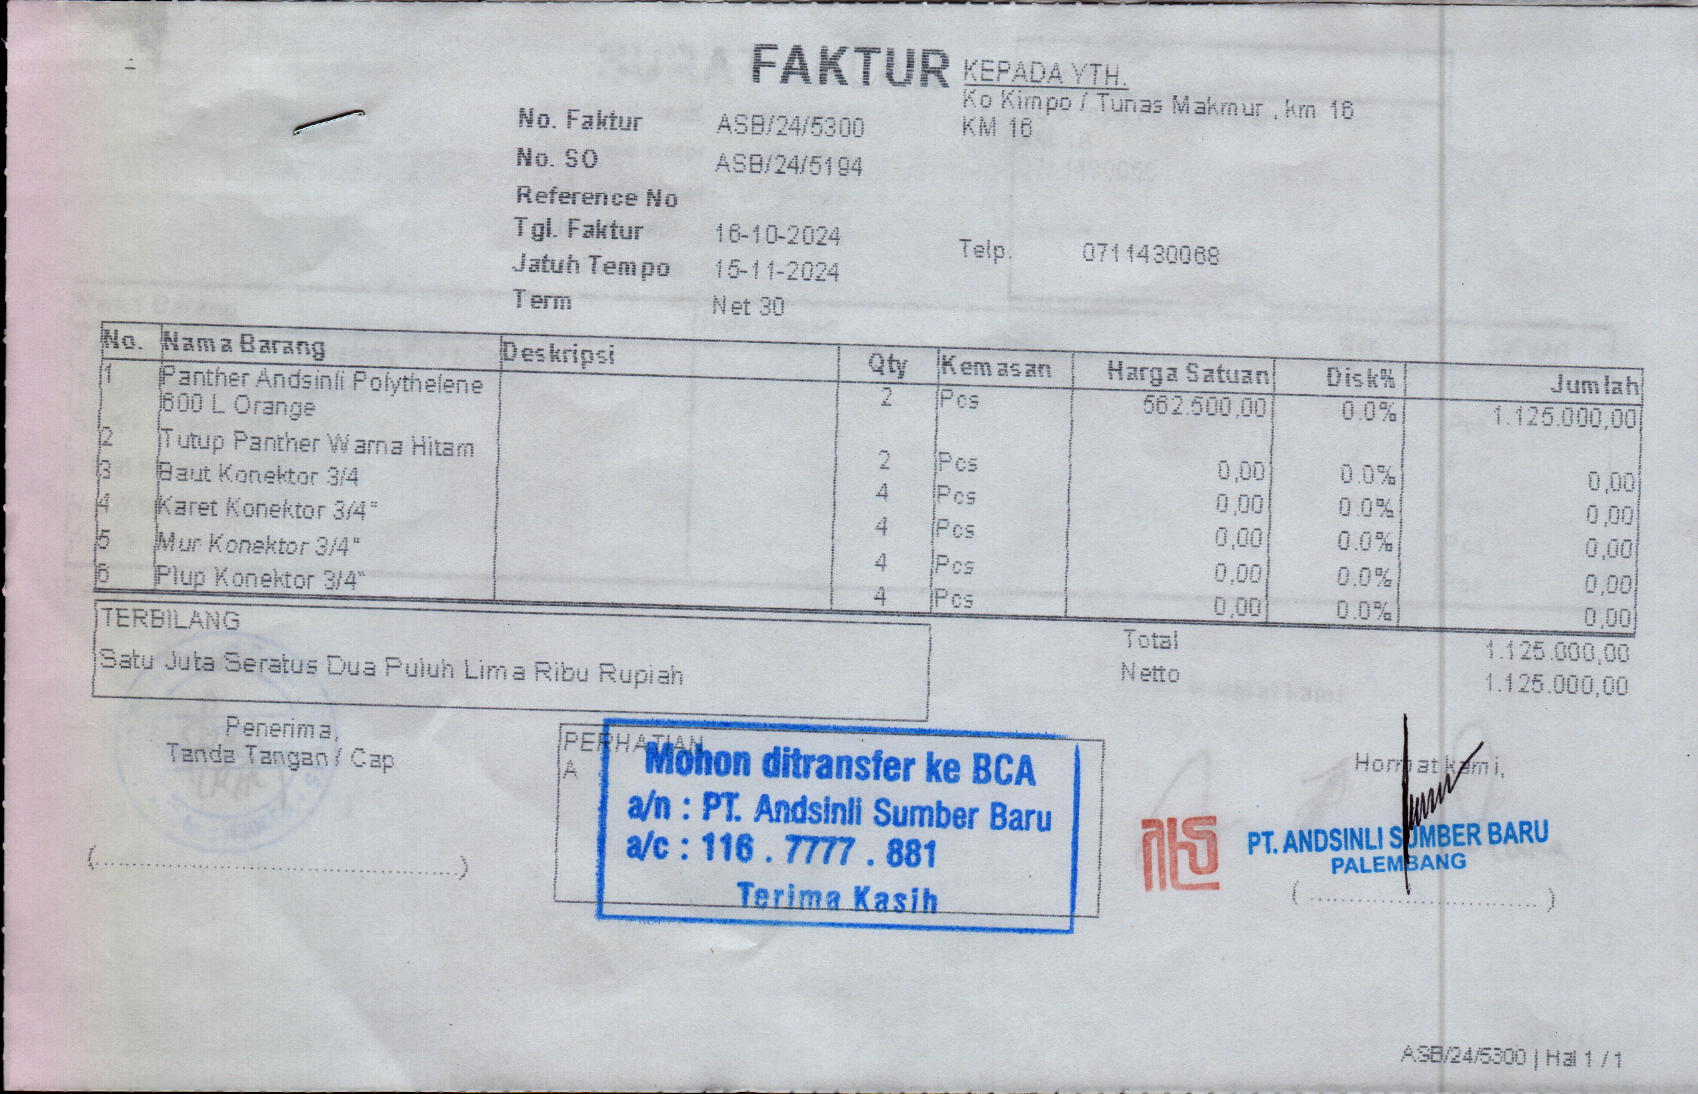 FAKTUR
KEPADA YTH.
Ko Kimpo / Tunas Makmur , km 16
KM 16
No. Faktur ASB/24/5300
No. SO ASB/24/5194
Reference No
Tgl. Faktur 16-10-2024
Jatuh Tempo 15-11-2024
Term Net 30
Telp. 0711430068
No. Nama Barang Deskripsi Qty Kemasan Harga Satuan Disk% Jumlah
1 Panther Andsinli Polythelene 2 Pcs 562.500,00 0.0% 1.125.000,00
600 L Orange
2 Tutup Panther Warna Hitam 2 Pcs 0,00 0.0% 0,00
3 Baut Konektor 3/4 4 Pcs 0,00 0.0% 0,00
4 Karet Konektor 3/4" 4 Pcs 0,00 0.0% 0,00
5 Mur Konektor 3/4" 4 Pcs 0,00 0.0% 0,00
6 Plup Konektor 3/4" 4 Pcs 0,00 0.0% 0,00
TERBILANG
Satu Juta Seratus Dua Puluh Lima Ribu Rupiah
Total 1.125.000,00
Netto 1.125.000,00
Penerima,
Tanda Tangan / Cap
(..............................)
PERHATIAN
A
Mohon ditransfer ke BCA
a/n : PT. Andsinli Sumber Baru
a/c : 116 . 7777 . 881
Terima Kasih
Hormat kami,
PT. ANDSINLI SUMBER BARU
PALEMBANG
( .............................. )
ASB/24/5300 | Hal 1 / 1